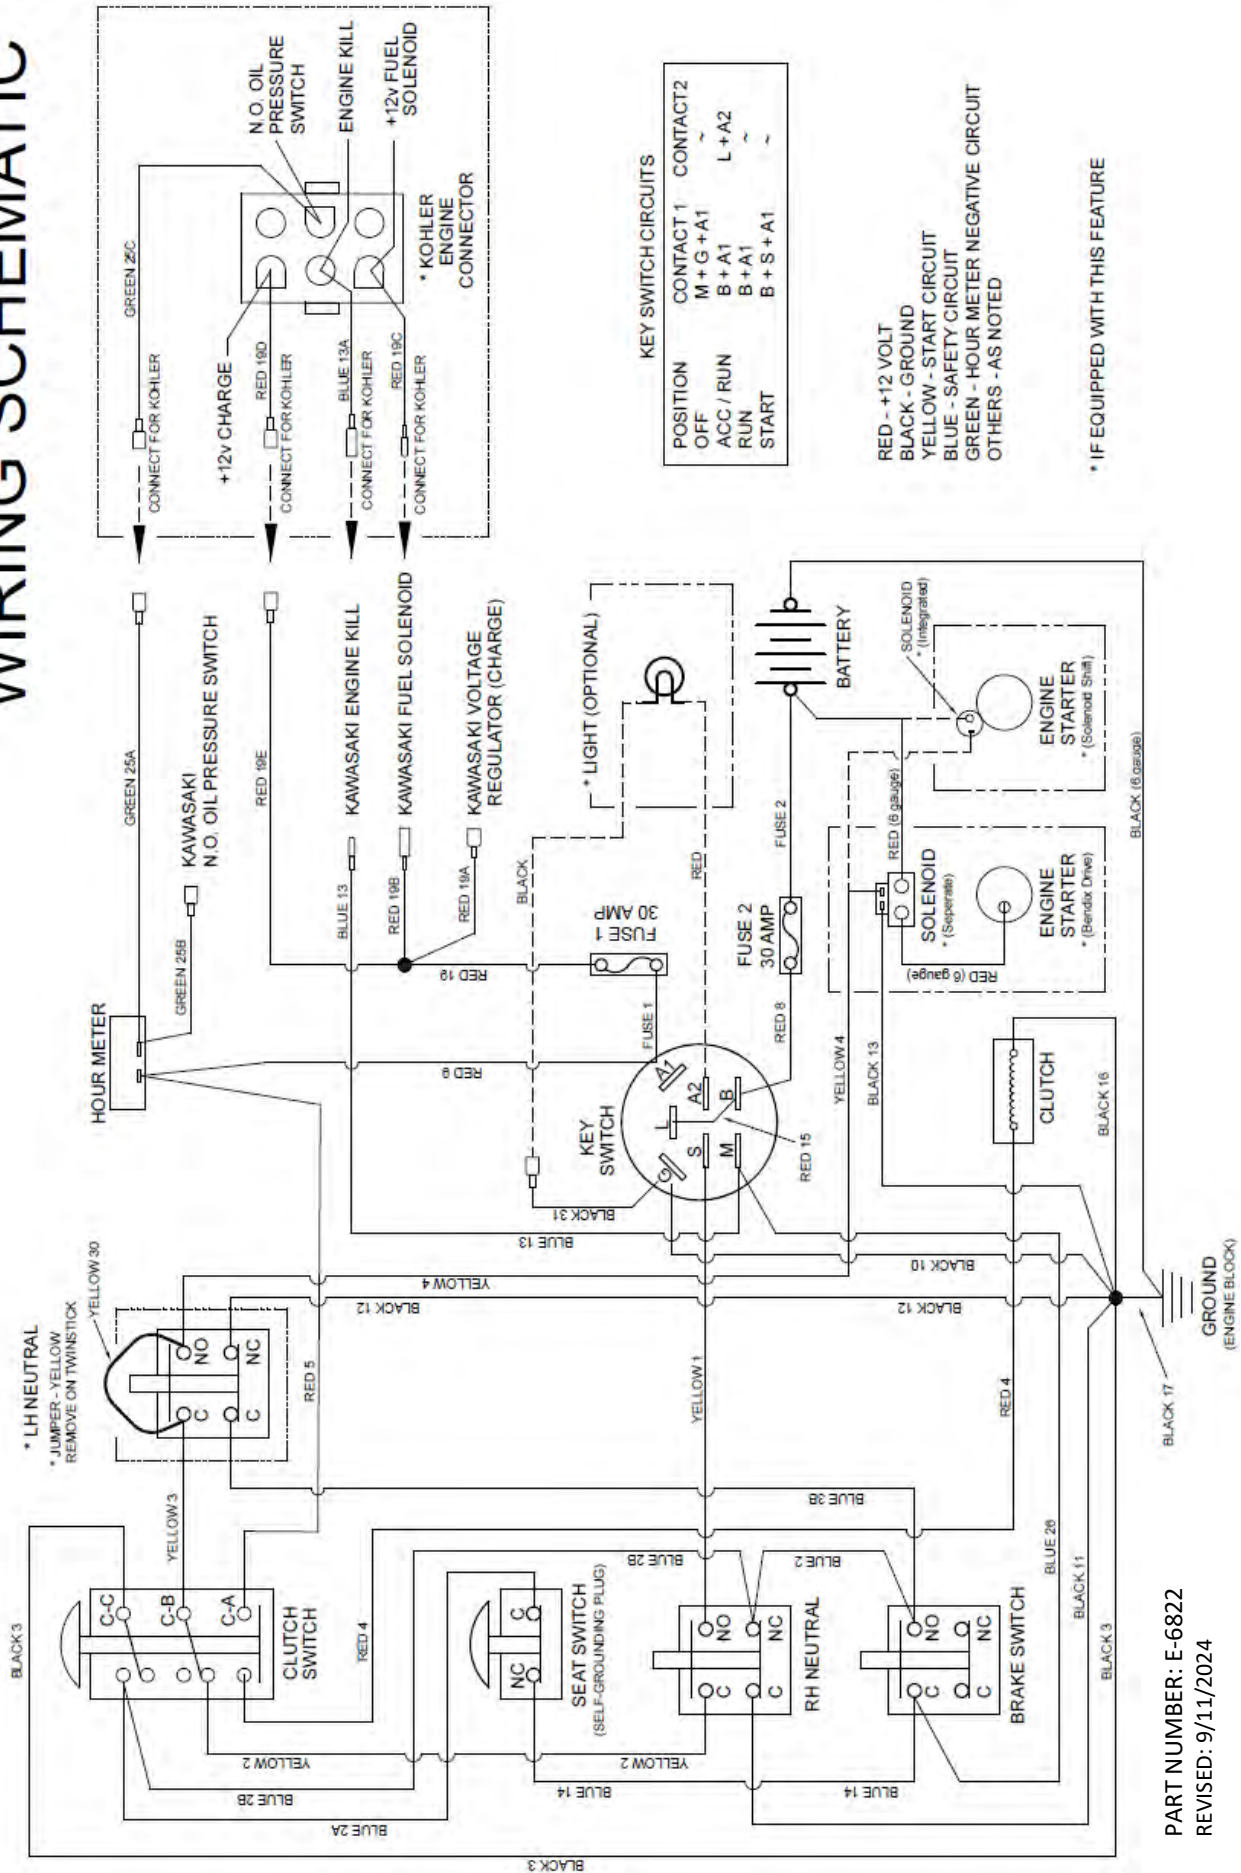 WIRING SCHEMATIC
* LH NEUTRAL
* JUMPER - YELLOW
REMOVE ON TWINSTICK
YELLOW 30
NO
NC
C
C
BLACK 3
YELLOW 3
C-C
C-B
C-A
CLUTCH
SWITCH
RED 4
RED 5
YELLOW 4
BLACK 12
BLACK 12
YELLOW 2
YELLOW 2
BLUE 2B
BLUE 2B
BLUE 2A
BLACK 3
NC
C
SEAT SWITCH
(SELF-GROUNDING PLUG)
BLUE 14
BLUE 14
BLUE 2
BLUE 3B
NO
NC
C
C
RH NEUTRAL
NO
NC
C
C
BRAKE SWITCH
YELLOW 1
RED 4
BLUE 26
BLACK 11
BLACK 3
BLACK 17
GROUND
(ENGINE BLOCK)
BLACK 10
BLACK 16
CLUTCH
BLACK 13
YELLOW 4
HOUR METER
GREEN 25A
GREEN 25B
KAWASAKI
N.O. OIL PRESSURE SWITCH
RED 19E
RED 9
BLUE 13
BLUE 13
KAWASAKI ENGINE KILL
RED 19B
KAWASAKI FUEL SOLENOID
RED 19A
KAWASAKI VOLTAGE
REGULATOR (CHARGE)
RED 19
FUSE 1
30 AMP
FUSE 1
BLACK
BLACK 31
RED
* LIGHT (OPTIONAL)
KEY
SWITCH
A1
A2
B
L
S
M
G
RED 15
RED 8
FUSE 2
30 AMP
FUSE 2
BATTERY
SOLENOID
* (Integrated)
ENGINE
STARTER
* (Solenoid Shift)
RED (6 gauge)
SOLENOID
* (Seperate)
ENGINE
STARTER
* (Bendix Drive)
RED (6 gauge)
BLACK (6 gauge)
GREEN 25C
CONNECT FOR KOHLER
+12v CHARGE
RED 19D
CONNECT FOR KOHLER
BLUE 13A
CONNECT FOR KOHLER
RED 19C
CONNECT FOR KOHLER
N.O. OIL
PRESSURE
SWITCH
ENGINE KILL
+12v FUEL
SOLENOID
* KOHLER
ENGINE
CONNECTOR
KEY SWITCH CIRCUITS
POSITION CONTACT 1 CONTACT2
OFF M + G + A1 ~
ACC / RUN B + A1 L + A2
RUN B + A1 ~
START B + S + A1 ~
RED - +12 VOLT
BLACK - GROUND
YELLOW - START CIRCUIT
BLUE - SAFETY CIRCUIT
GREEN - HOUR METER NEGATIVE CIRCUIT
OTHERS - AS NOTED
* IF EQUIPPED WITH THIS FEATURE
PART NUMBER: E-6822
REVISED: 9/11/2024